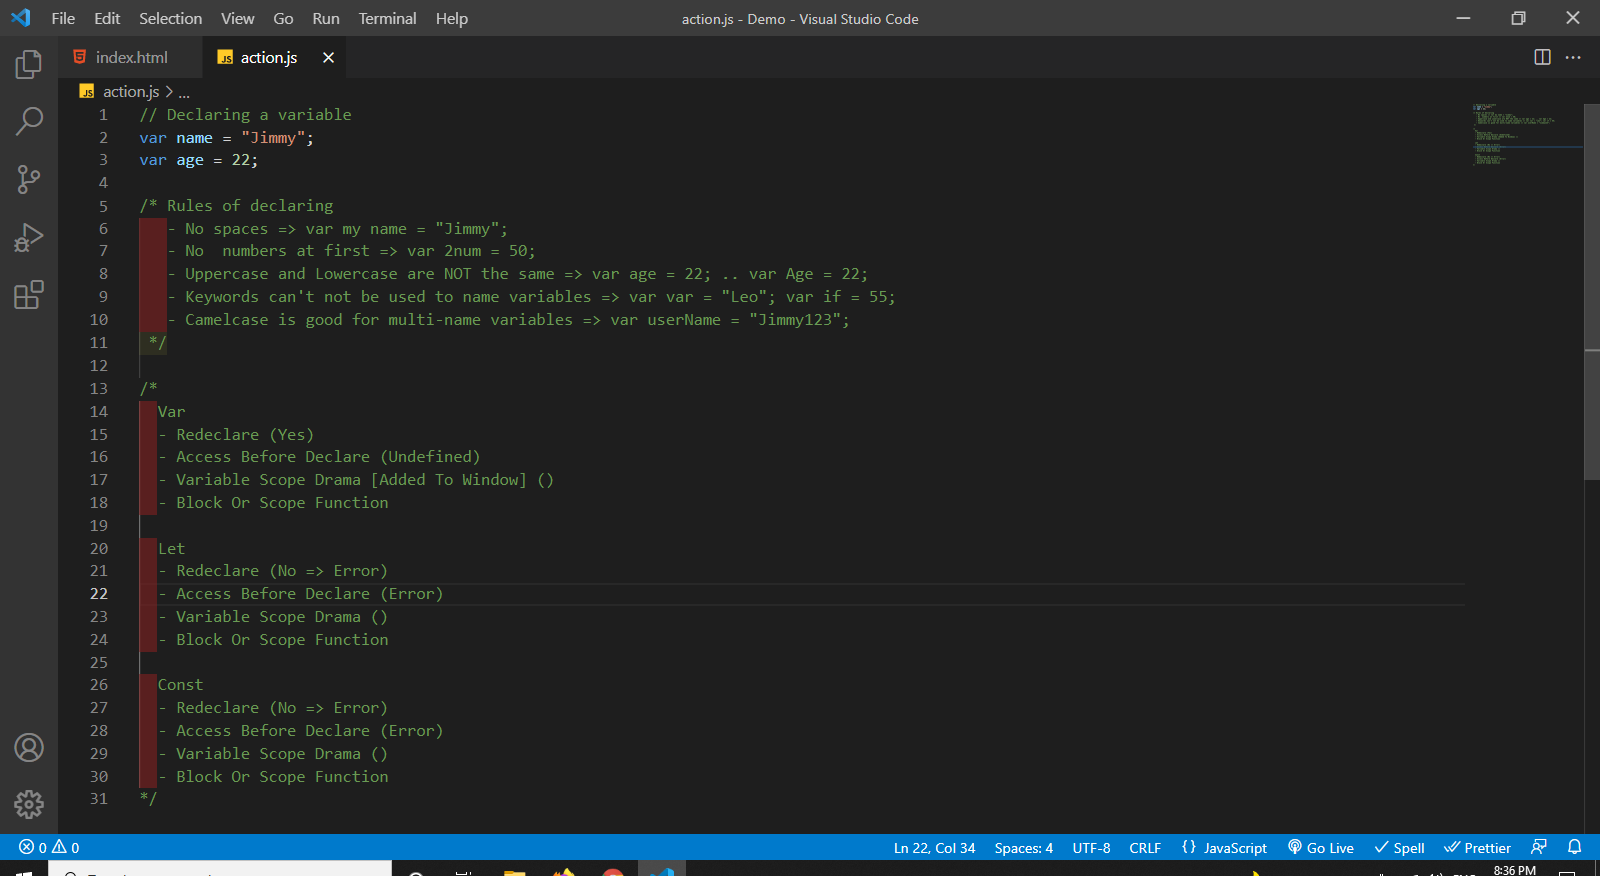 File Edit Selection View Go Run Terminal Help
action.js - Demo - Visual Studio Code
index.html
JS action.js
JS action.js > ...
1 // Declaring a variable
2 var name = "Jimmy";
3 var age = 22;
4
5 /* Rules of declaring
6 - No spaces => var my name = "Jimmy";
7 - No  numbers at first => var 2num = 50;
8 - Uppercase and Lowercase are NOT the same => var age = 22; .. var Age = 22;
9 - Keywords can't not be used to name variables => var var = "Leo"; var if = 55;
10 - Camelcase is good for multi-name variables => var userName = "Jimmy123";
11 */
12
13 /*
14 Var
15 - Redeclare (Yes)
16 - Access Before Declare (Undefined)
17 - Variable Scope Drama [Added To Window] ()
18 - Block Or Scope Function
19
20 Let
21 - Redeclare (No => Error)
22 - Access Before Declare (Error)
23 - Variable Scope Drama ()
24 - Block Or Scope Function
25
26 Const
27 - Redeclare (No => Error)
28 - Access Before Declare (Error)
29 - Variable Scope Drama ()
30 - Block Or Scope Function
31 */
0 0 Ln 22, Col 34 Spaces: 4 UTF-8 CRLF {} JavaScript Go Live Spell Prettier
8:36 PM